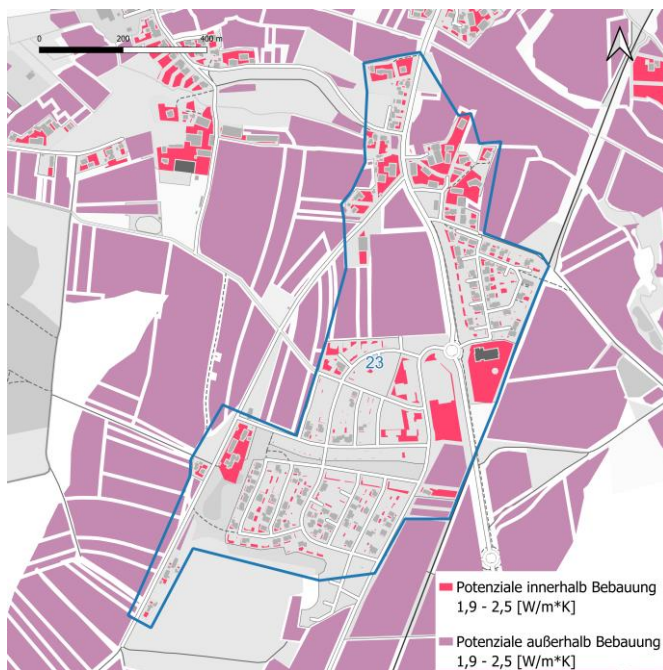 0 200 400 m
23
Potenziale innerhalb Bebauung
1,9 - 2,5 [W/m*K]
Potenziale außerhalb Bebauung
1,9 - 2,5 [W/m*K]